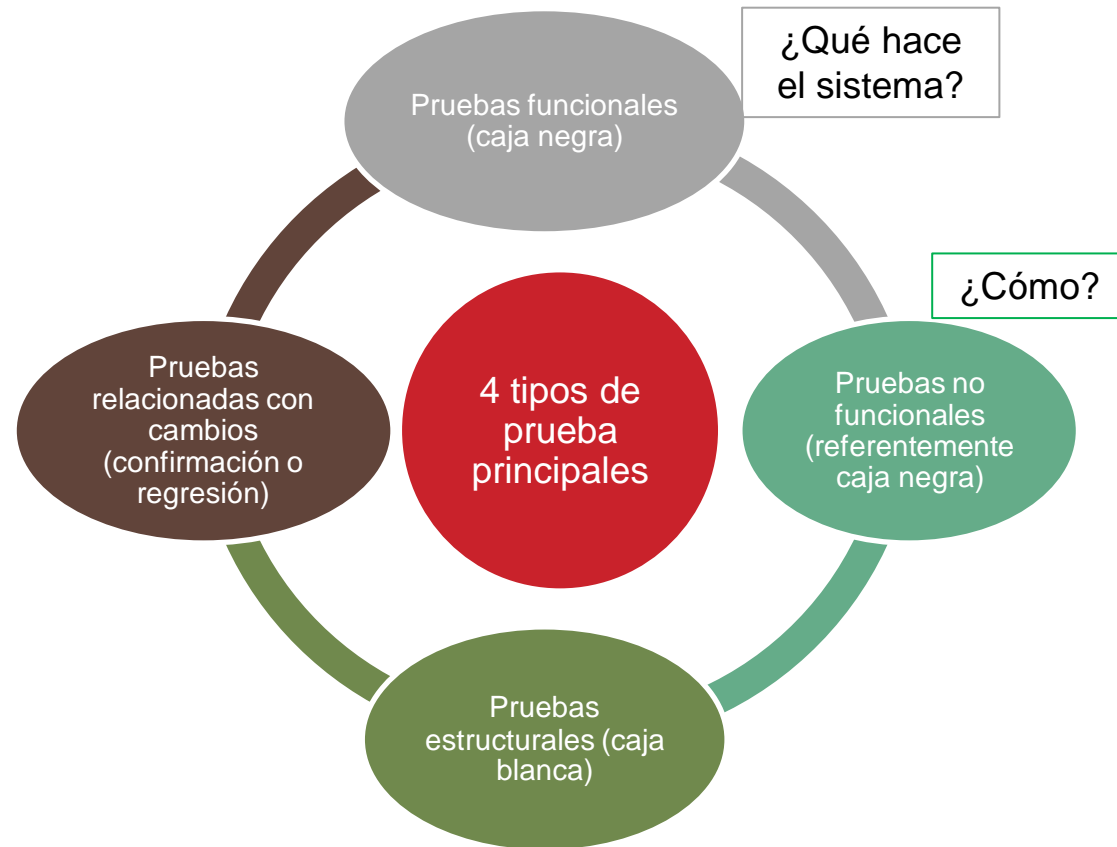 ¿Qué hace
el sistema?
Pruebas funcionales
(caja negra)
¿Cómo?
Pruebas
relacionadas con
cambios
(confirmación o
regresión)
4 tipos de
prueba
principales
Pruebas no
funcionales
(referentemente
caja negra)
Pruebas
estructurales (caja
blanca)